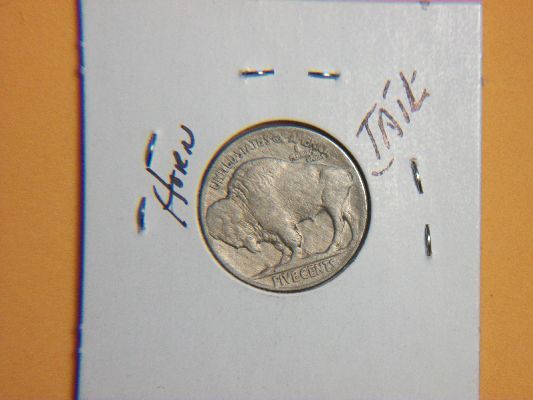 HORN
TAIL
UNITED STATES OF AMERICA
FIVE CENTS